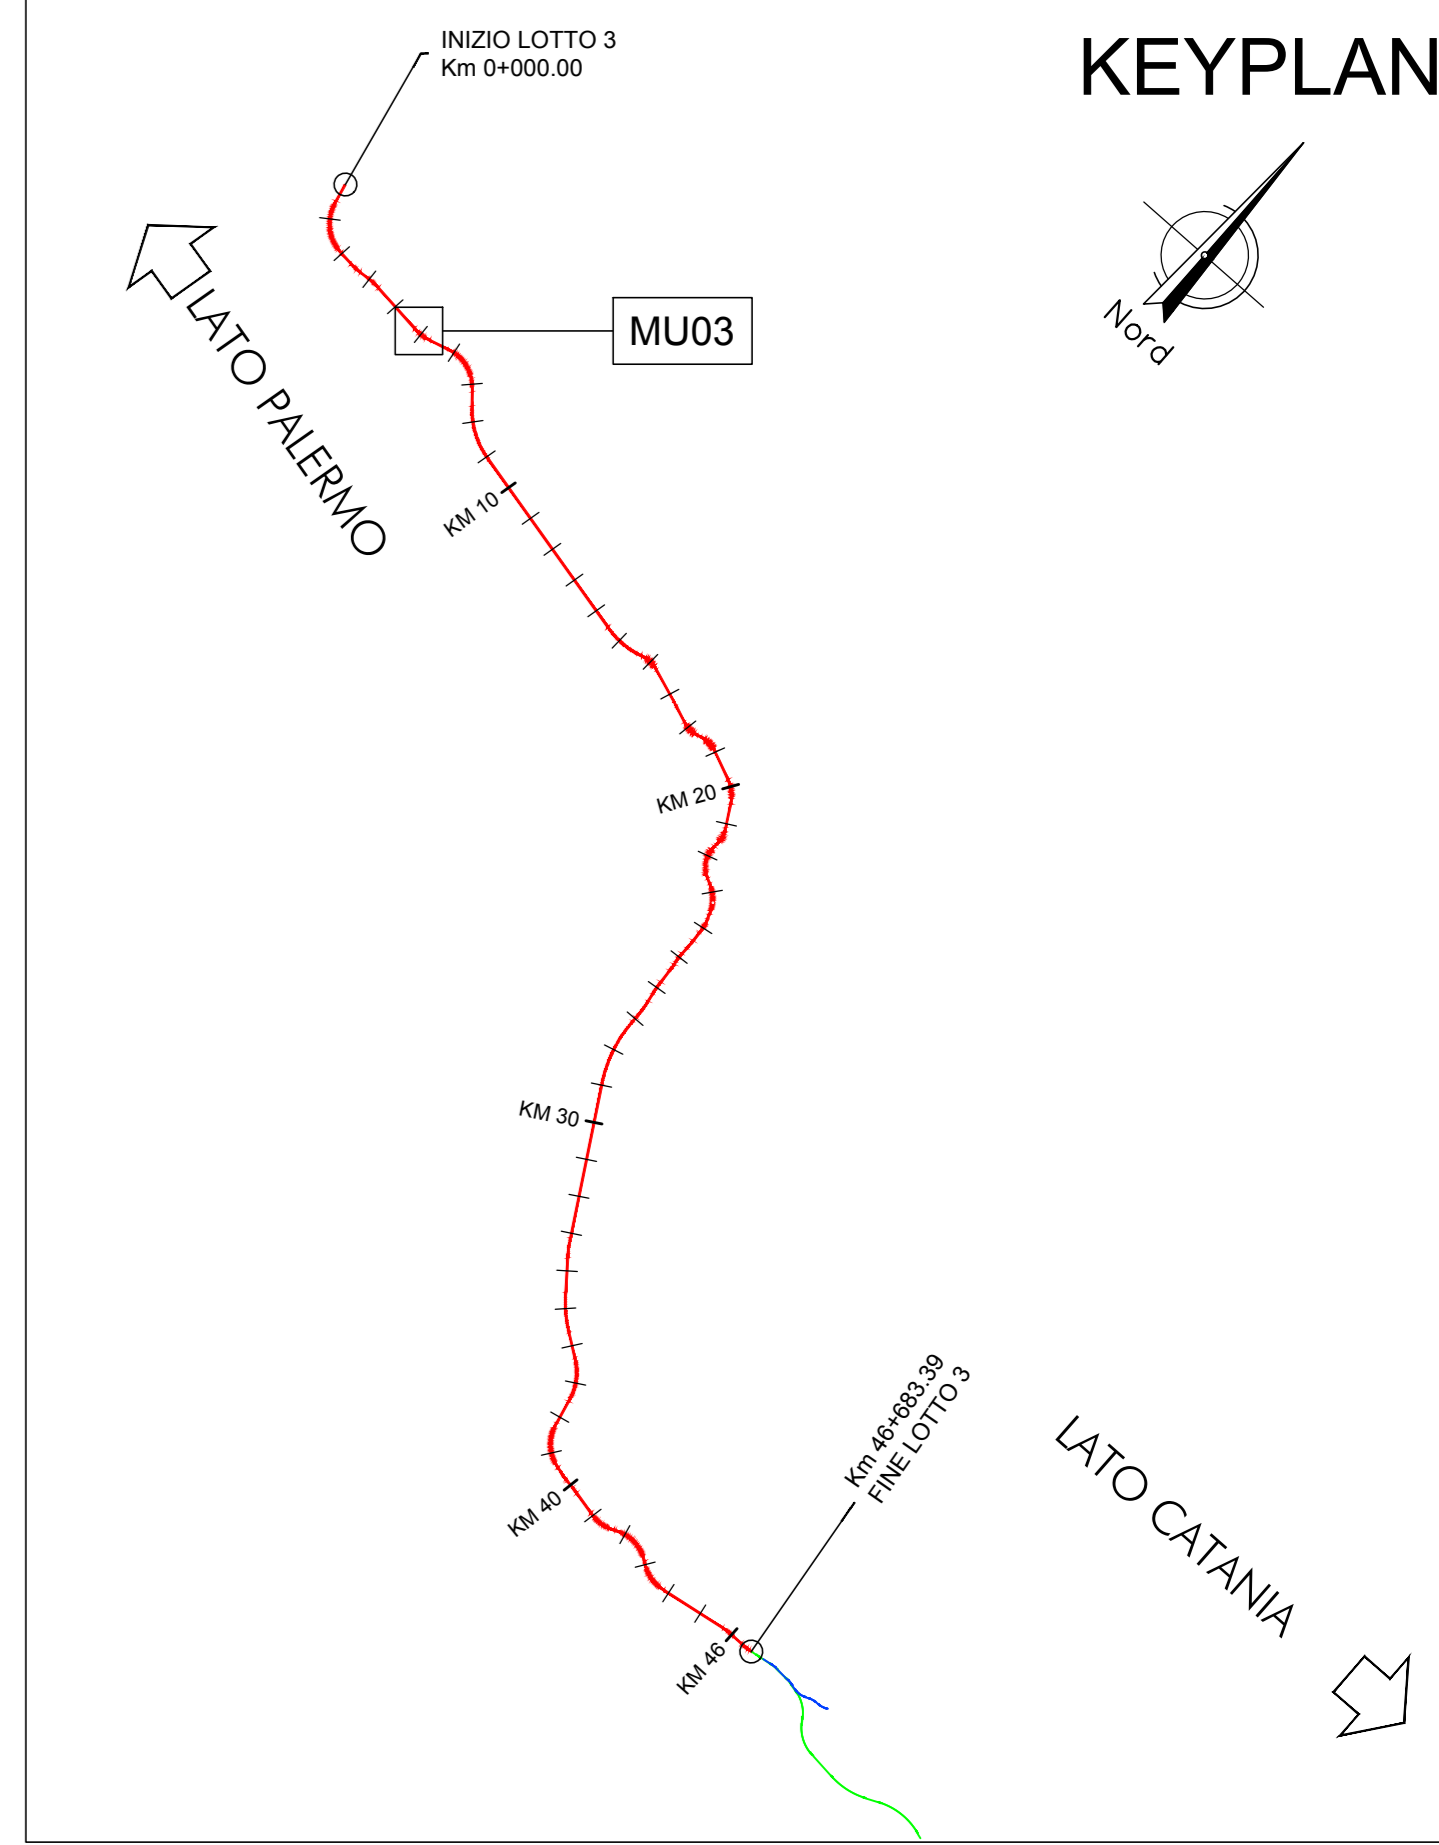 INIZIO LOTTO 3
Km 0+000.00
KEYPLAN
Nord
LATO PALERMO
MU03
KM 10
KM 20
KM 30
Km 46+683.39
FINE LOTTO 3
LATO CATANIA
KM 40
KM 46